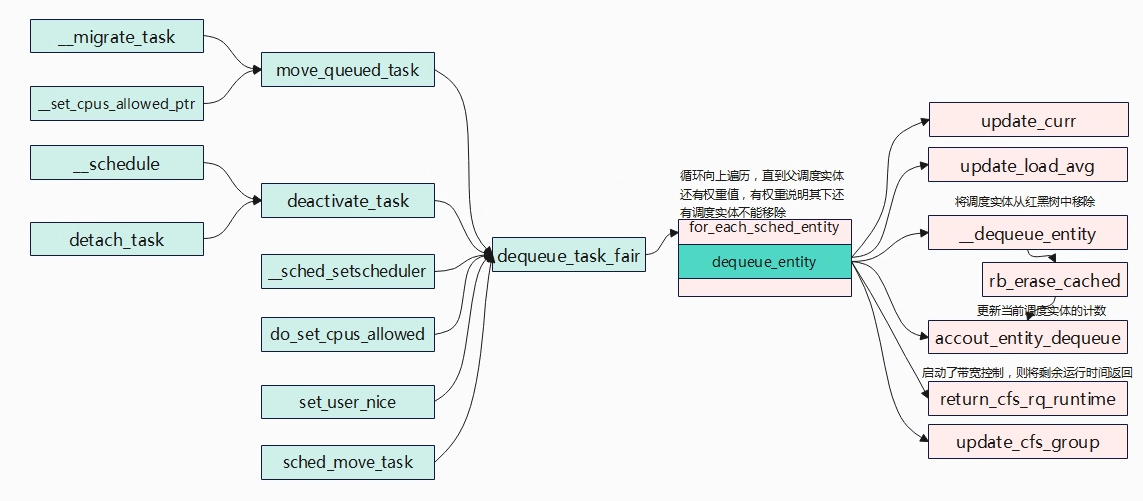 __migrate_task
__set_cpus_allowed_ptr
__schedule
detach_task
move_queued_task
deactivate_task
__sched_setscheduler
do_set_cpus_allowed
set_user_nice
sched_move_task
dequeue_task_fair
循环向上遍历，直到父调度实体
还有权重值，有权重说明其下还
有调度实体不能移除
for_each_sched_entity
dequeue_entity
update_curr
update_load_avg
将调度实体从红黑树中移除
__dequeue_entity
rb_erase_cached
更新当前调度实体的计数
accout_entity_dequeue
启动了带宽控制，则将剩余运行时间返回
return_cfs_rq_runtime
update_cfs_group